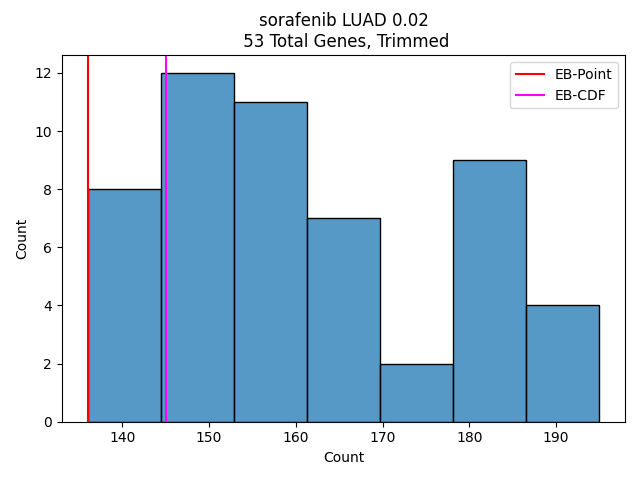 sorafenib LUAD 0.02
53 Total Genes, Trimmed
EB-Point
EB-CDF
Count
12
10
8
6
4
2
0
140
150
160
170
180
190
Count